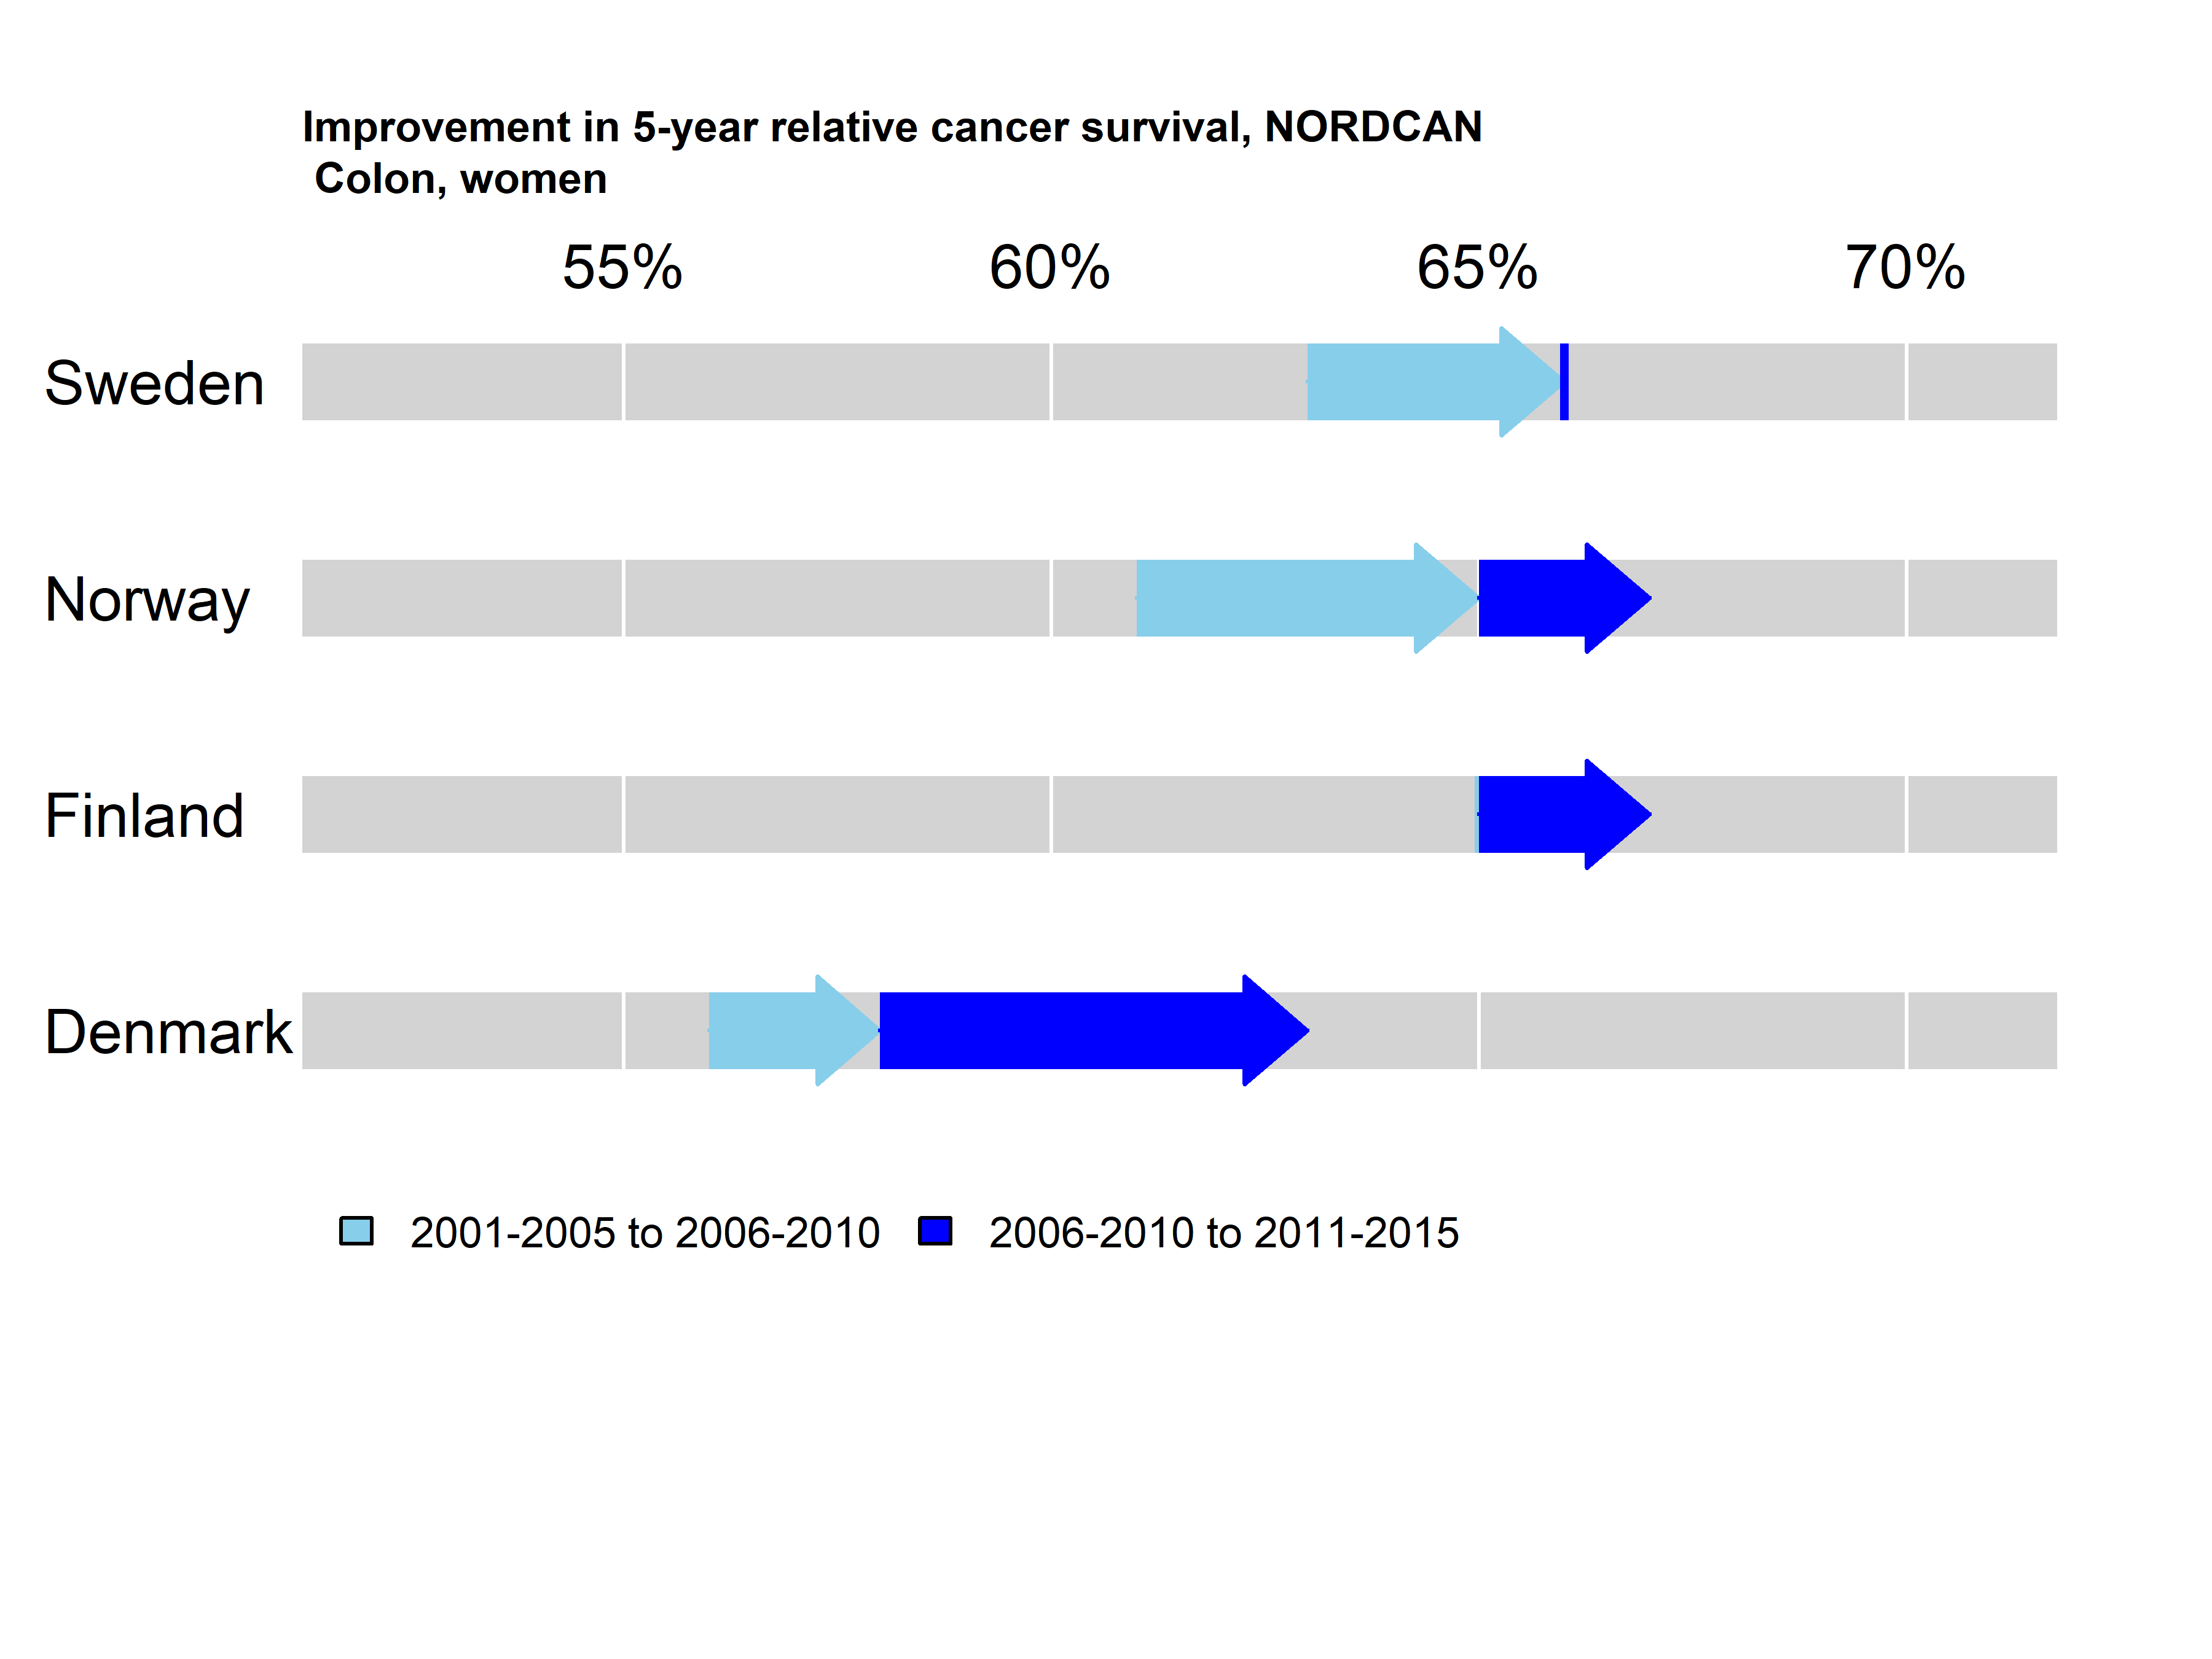 Improvement in 5-year relative cancer survival, NORDCAN
Colon, women
55% 60% 65% 70%
Sweden
Norway
Finland
Denmark
2001-2005 to 2006-2010 2006-2010 to 2011-2015